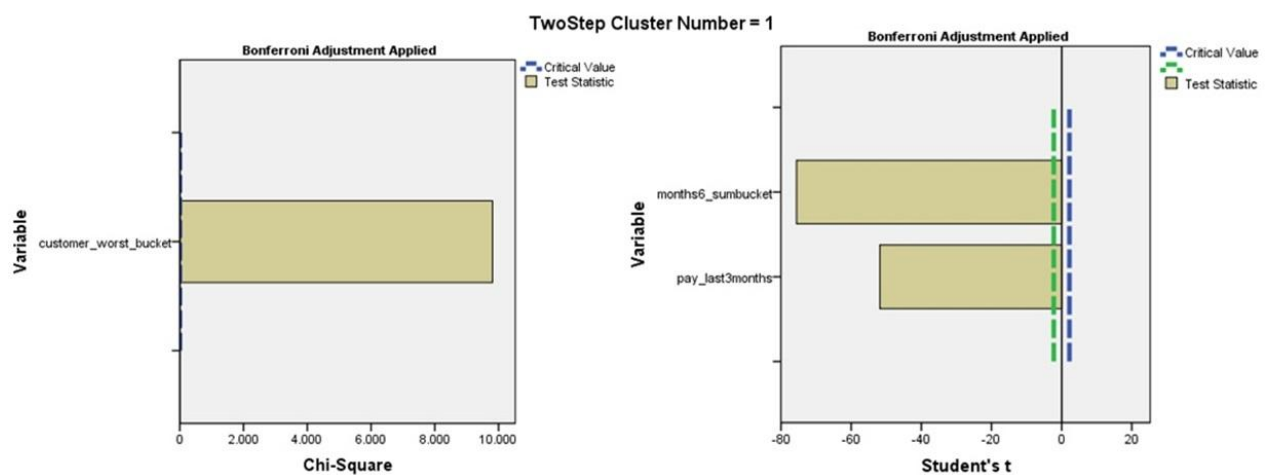 TwoStep Cluster Number = 1
Bonferroni Adjustment Applied
Critical Value
Test Statistic
Variable
customer_worst_bucket
0 2.000 4.000 6.000 8.000 10.000
Chi-Square
Bonferroni Adjustment Applied
Critical Value
Test Statistic
Variable
months6_sumbucket
pay_last3months
-80 -60 -40 -20 0 20
Student's t